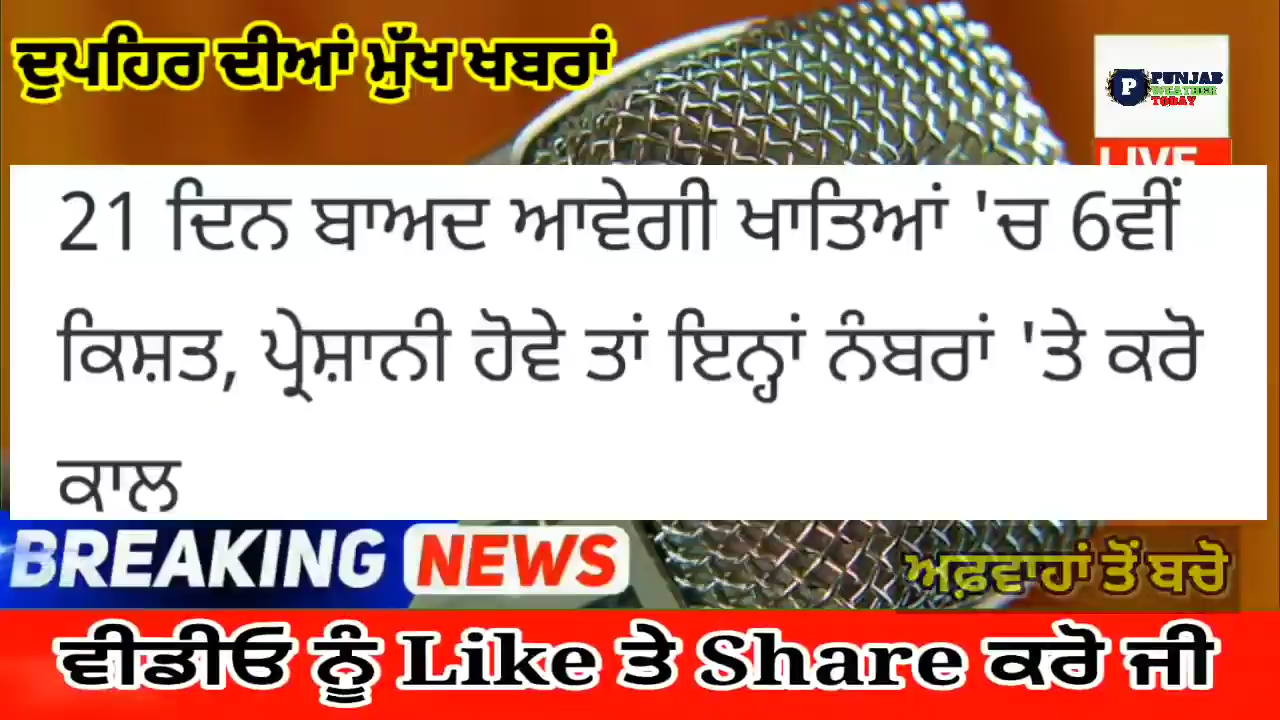 ਦੁਪਹਿਰ ਦੀਆਂ ਮੁੱਖ ਖਬਰਾਂ
PUNJAB
WEATHER
TODAY
P
LIVE
21 ਦਿਨ ਬਾਅਦ ਆਵੇਗੀ ਖਾਤਿਆਂ 'ਚ 6ਵੀਂ
ਕਿਸ਼ਤ, ਪ੍ਰੇਸ਼ਾਨੀ ਹੋਵੇ ਤਾਂ ਇਨ੍ਹਾਂ ਨੰਬਰਾਂ 'ਤੇ ਕਰੋ
ਕਾਲ
BREAKING NEWS
ਅਫ਼ਵਾਹਾਂ ਤੋਂ ਬਚੋ
ਵੀਡੀਓ ਨੂੰ Like ਤੇ Share ਕਰੋ ਜੀ